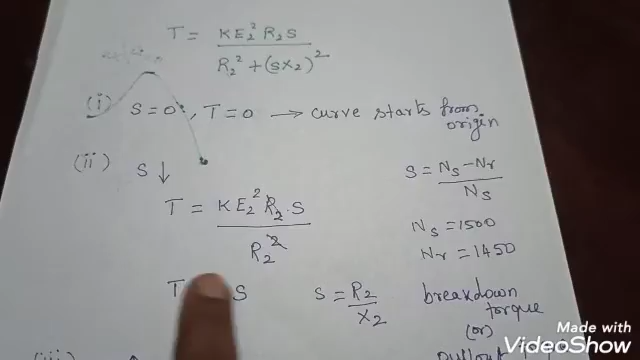 T = KE₂² R₂ S
R₂² + (SX₂)²
(i) S = 0, T = 0 → curve starts from origin
(ii) S ↓
S = Ns - Nr
Ns
T = KE₂² R₂ . S
R₂²
Ns = 1500
Nr = 1450
T S
S = R₂
X₂
breakdown
torque
(or)
(iii)
Made with
VideoShow